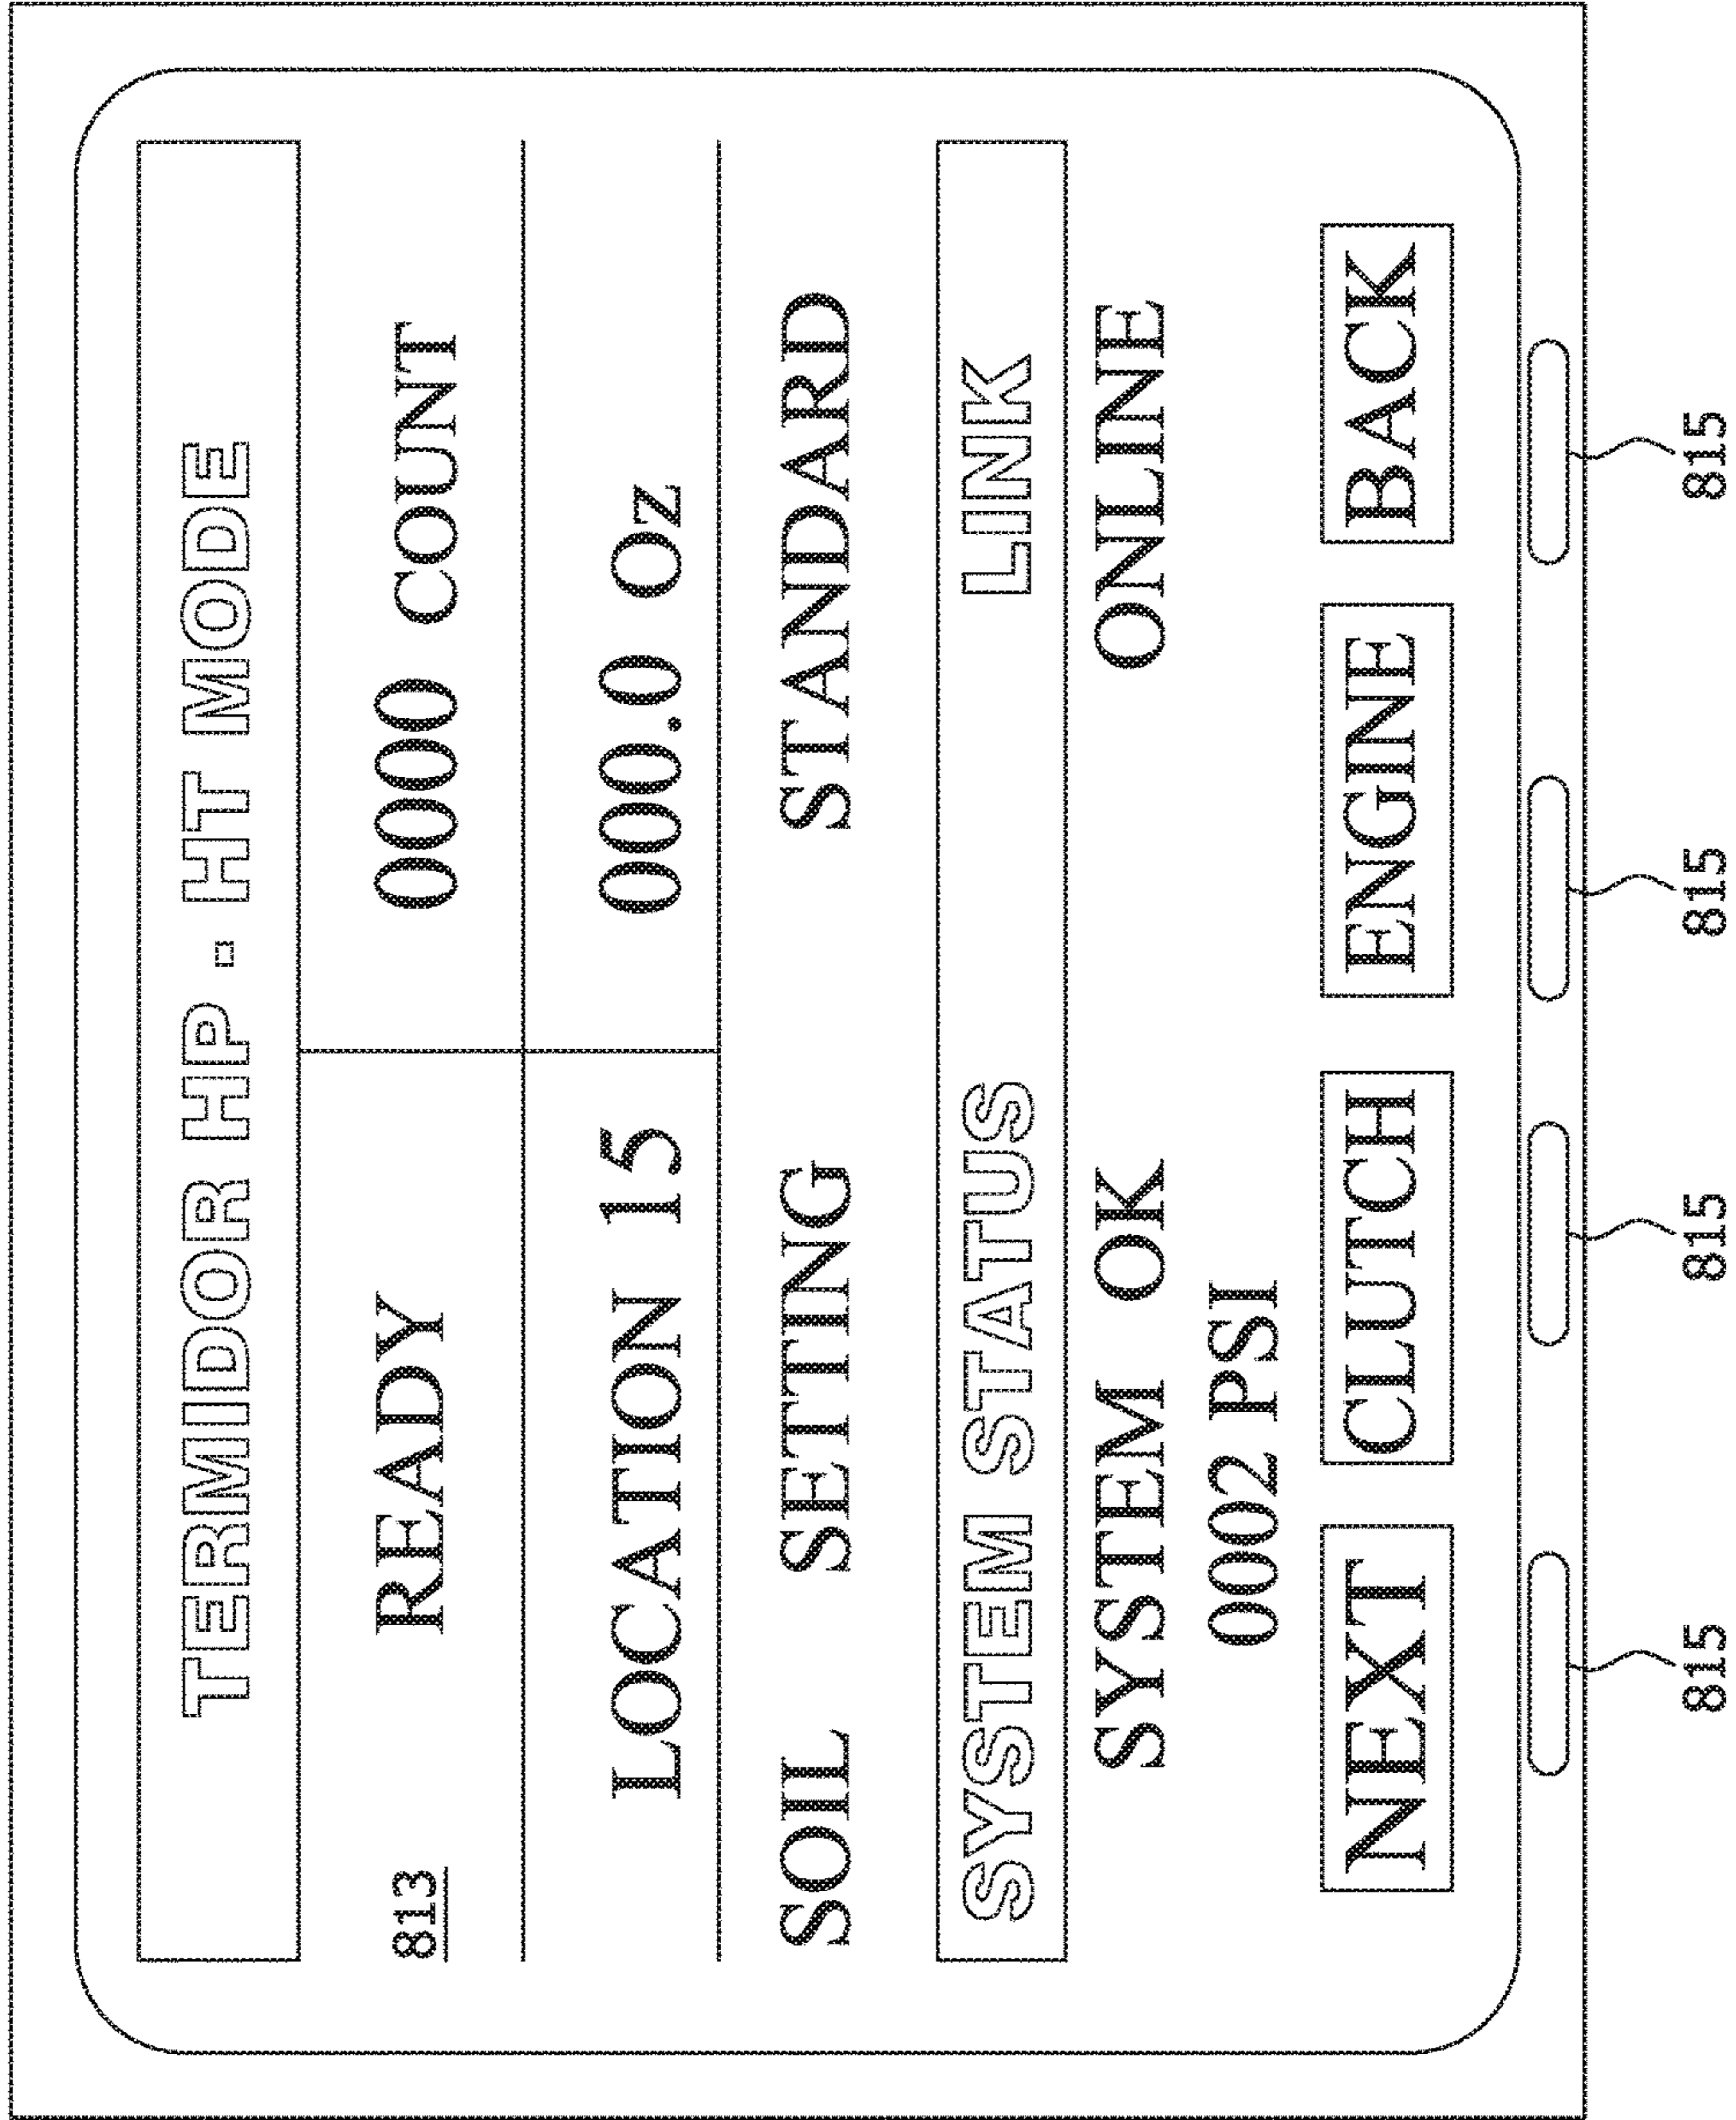 TERMIDOR HP - HT MODE
813 READY 0000 COUNT
LOCATION 15 000.0 Oz
SOIL SETTING STANDARD
SYSTEM STATUS LINK
SYSTEM OK ONLINE
0002 PSI
NEXT CLUTCH ENGINE BACK
815 815 815 815